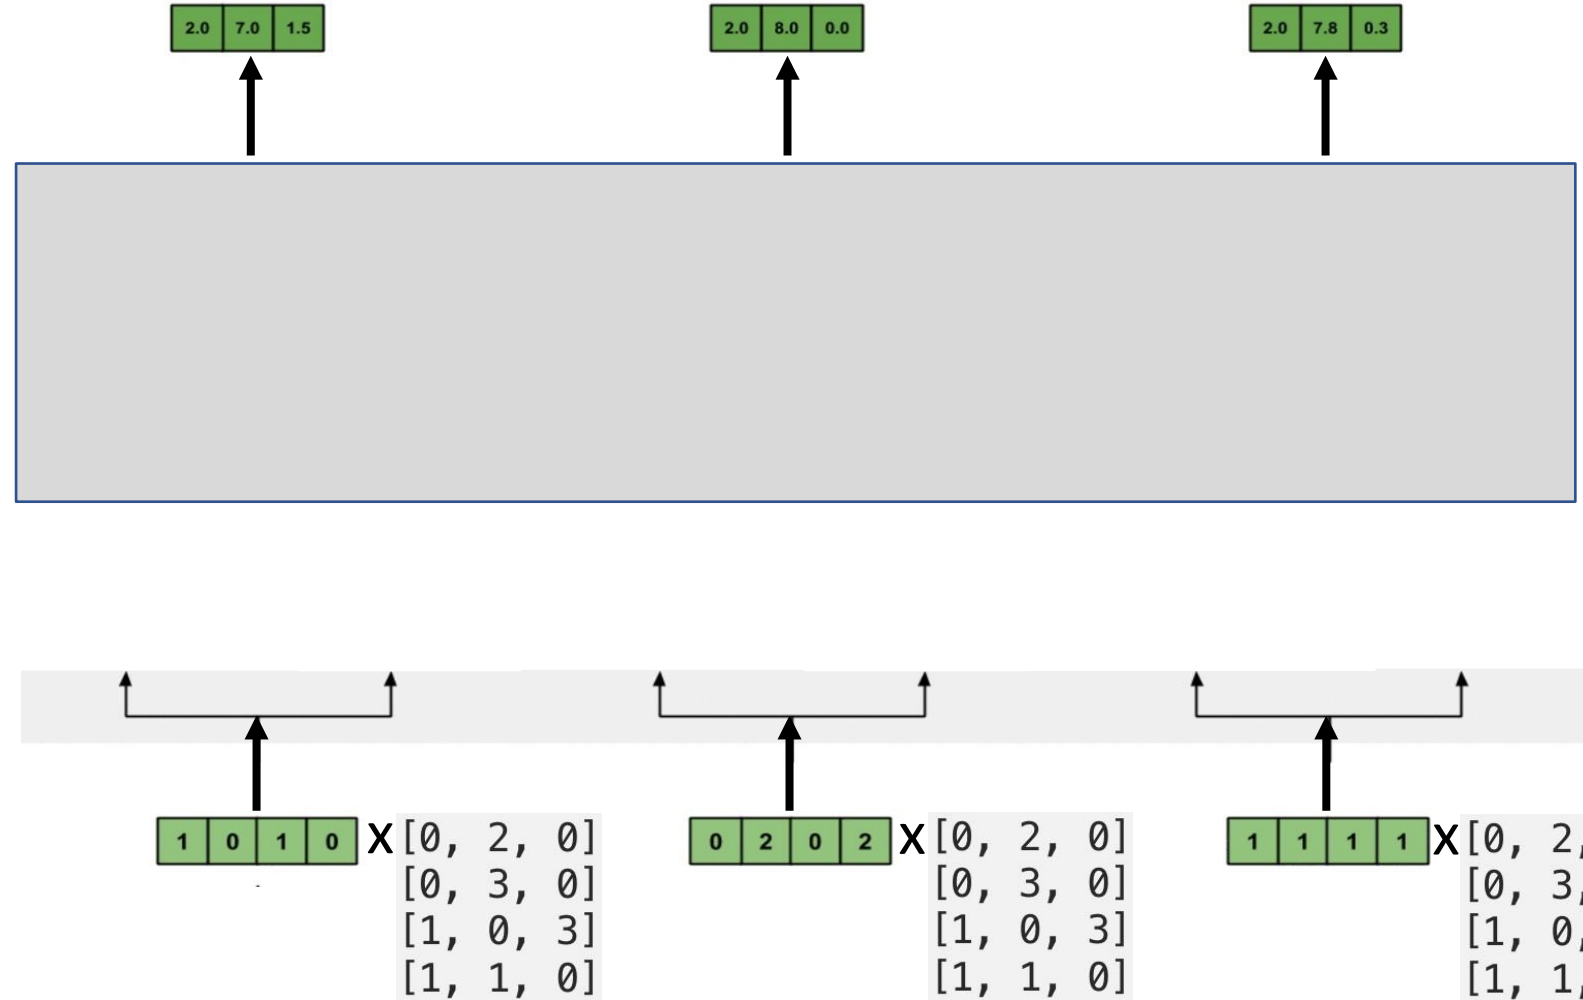 2.0 7.0 1.5
2.0 8.0 0.0
2.0 7.8 0.3
1 0 1 0 X [0, 2, 0]
[0, 3, 0]
[1, 0, 3]
[1, 1, 0]
0 2 0 2 X [0, 2, 0]
[0, 3, 0]
[1, 0, 3]
[1, 1, 0]
1 1 1 1 X [0, 2,
[0, 3,
[1, 0,
[1, 1,